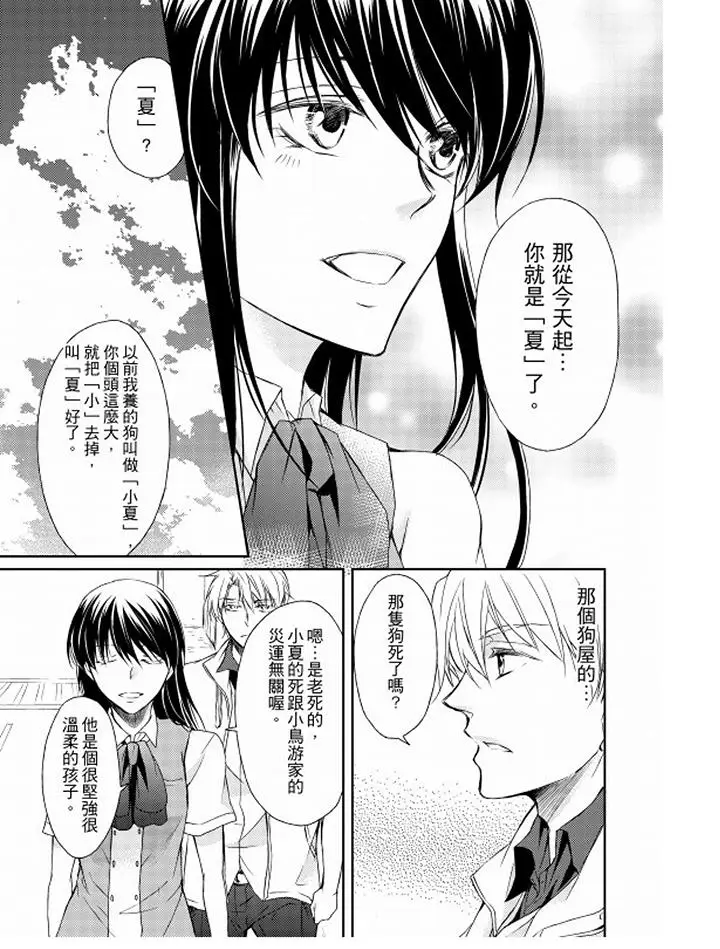 那從今天起…
你就是「夏」了。
「夏」？
以前我養的狗叫做「小夏」，
你個頭這麼大，
就把「小」去掉，
叫「夏」好了。
那個狗屋的…
那隻狗死了嗎？
嗯…是老死的，
小夏的死跟小鳥游家的
災運無關喔。
他是個很堅強很
溫柔的孩子。